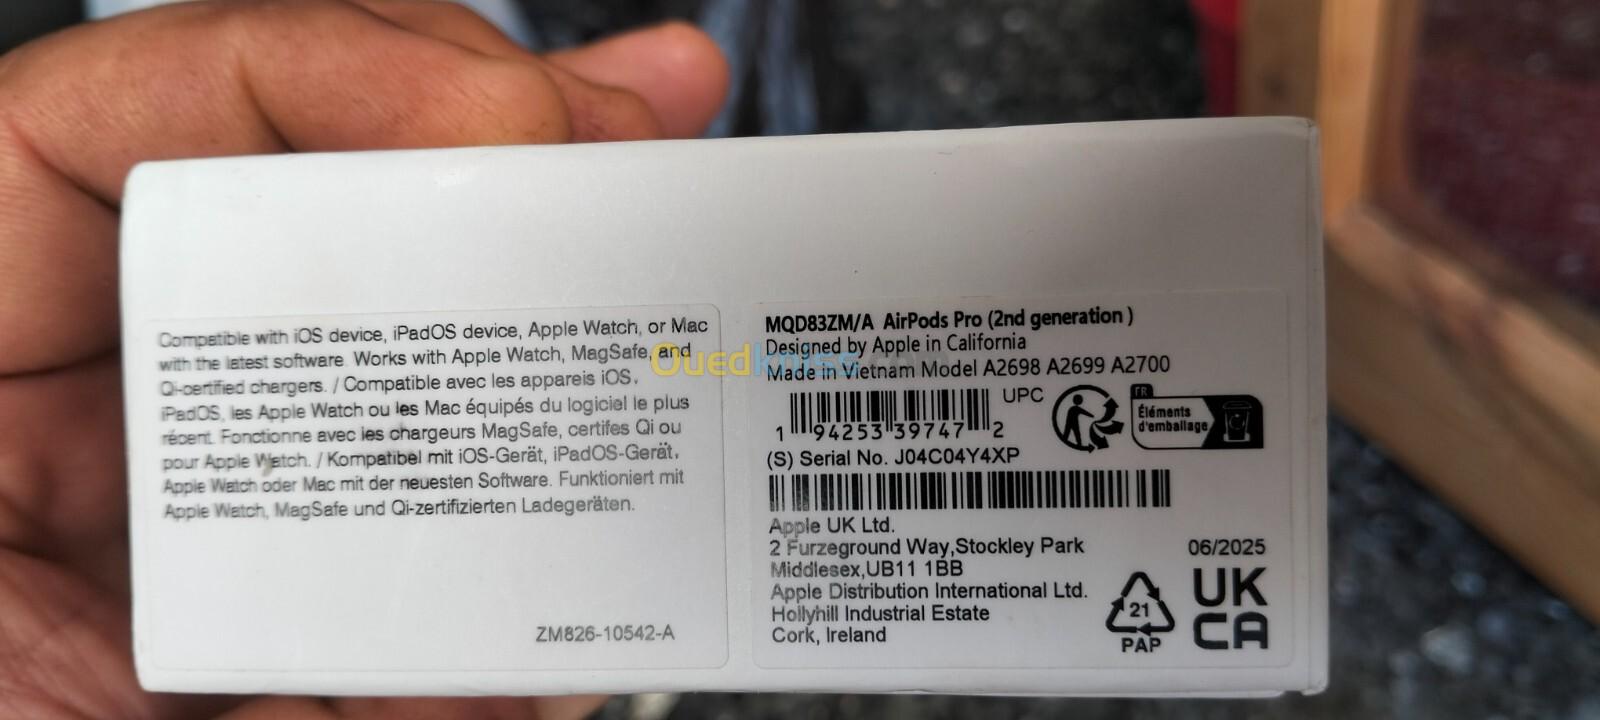 Compatible with iOS device, iPadOS device, Apple Watch, or Mac
with the latest software. Works with Apple Watch, MagSafe, and
Qi-certified chargers. / Compatible avec les appareis iOS,
iPadOS, les Apple Watch ou les Mac équipés du logiciel le plus
récent. Fonctionne avec les chargeurs MagSafe, certifes Qi ou
pour Apple Watch. / Kompatibel mit iOS-Gerät, iPadOS-Gerät,
Apple Watch oder Mac mit der neuesten Software. Funktioniert mit
Apple Watch, MagSafe und Qi-zertifizierten Ladegeräten.
ZM826-10542-A
MQD83ZM/A AirPods Pro (2nd generation )
Designed by Apple in California
Made in Vietnam Model A2698 A2699 A2700
UPC
1 94253 39747 2
FR
Éléments
d'emballage
(S) Serial No. J04C04Y4XP
Apple UK Ltd.
2 Furzeground Way,Stockley Park
Middlesex,UB11 1BB
Apple Distribution International Ltd.
Hollyhill Industrial Estate
Cork, Ireland
21
PAP
06/2025
UK
CA
Ouedkniss.com